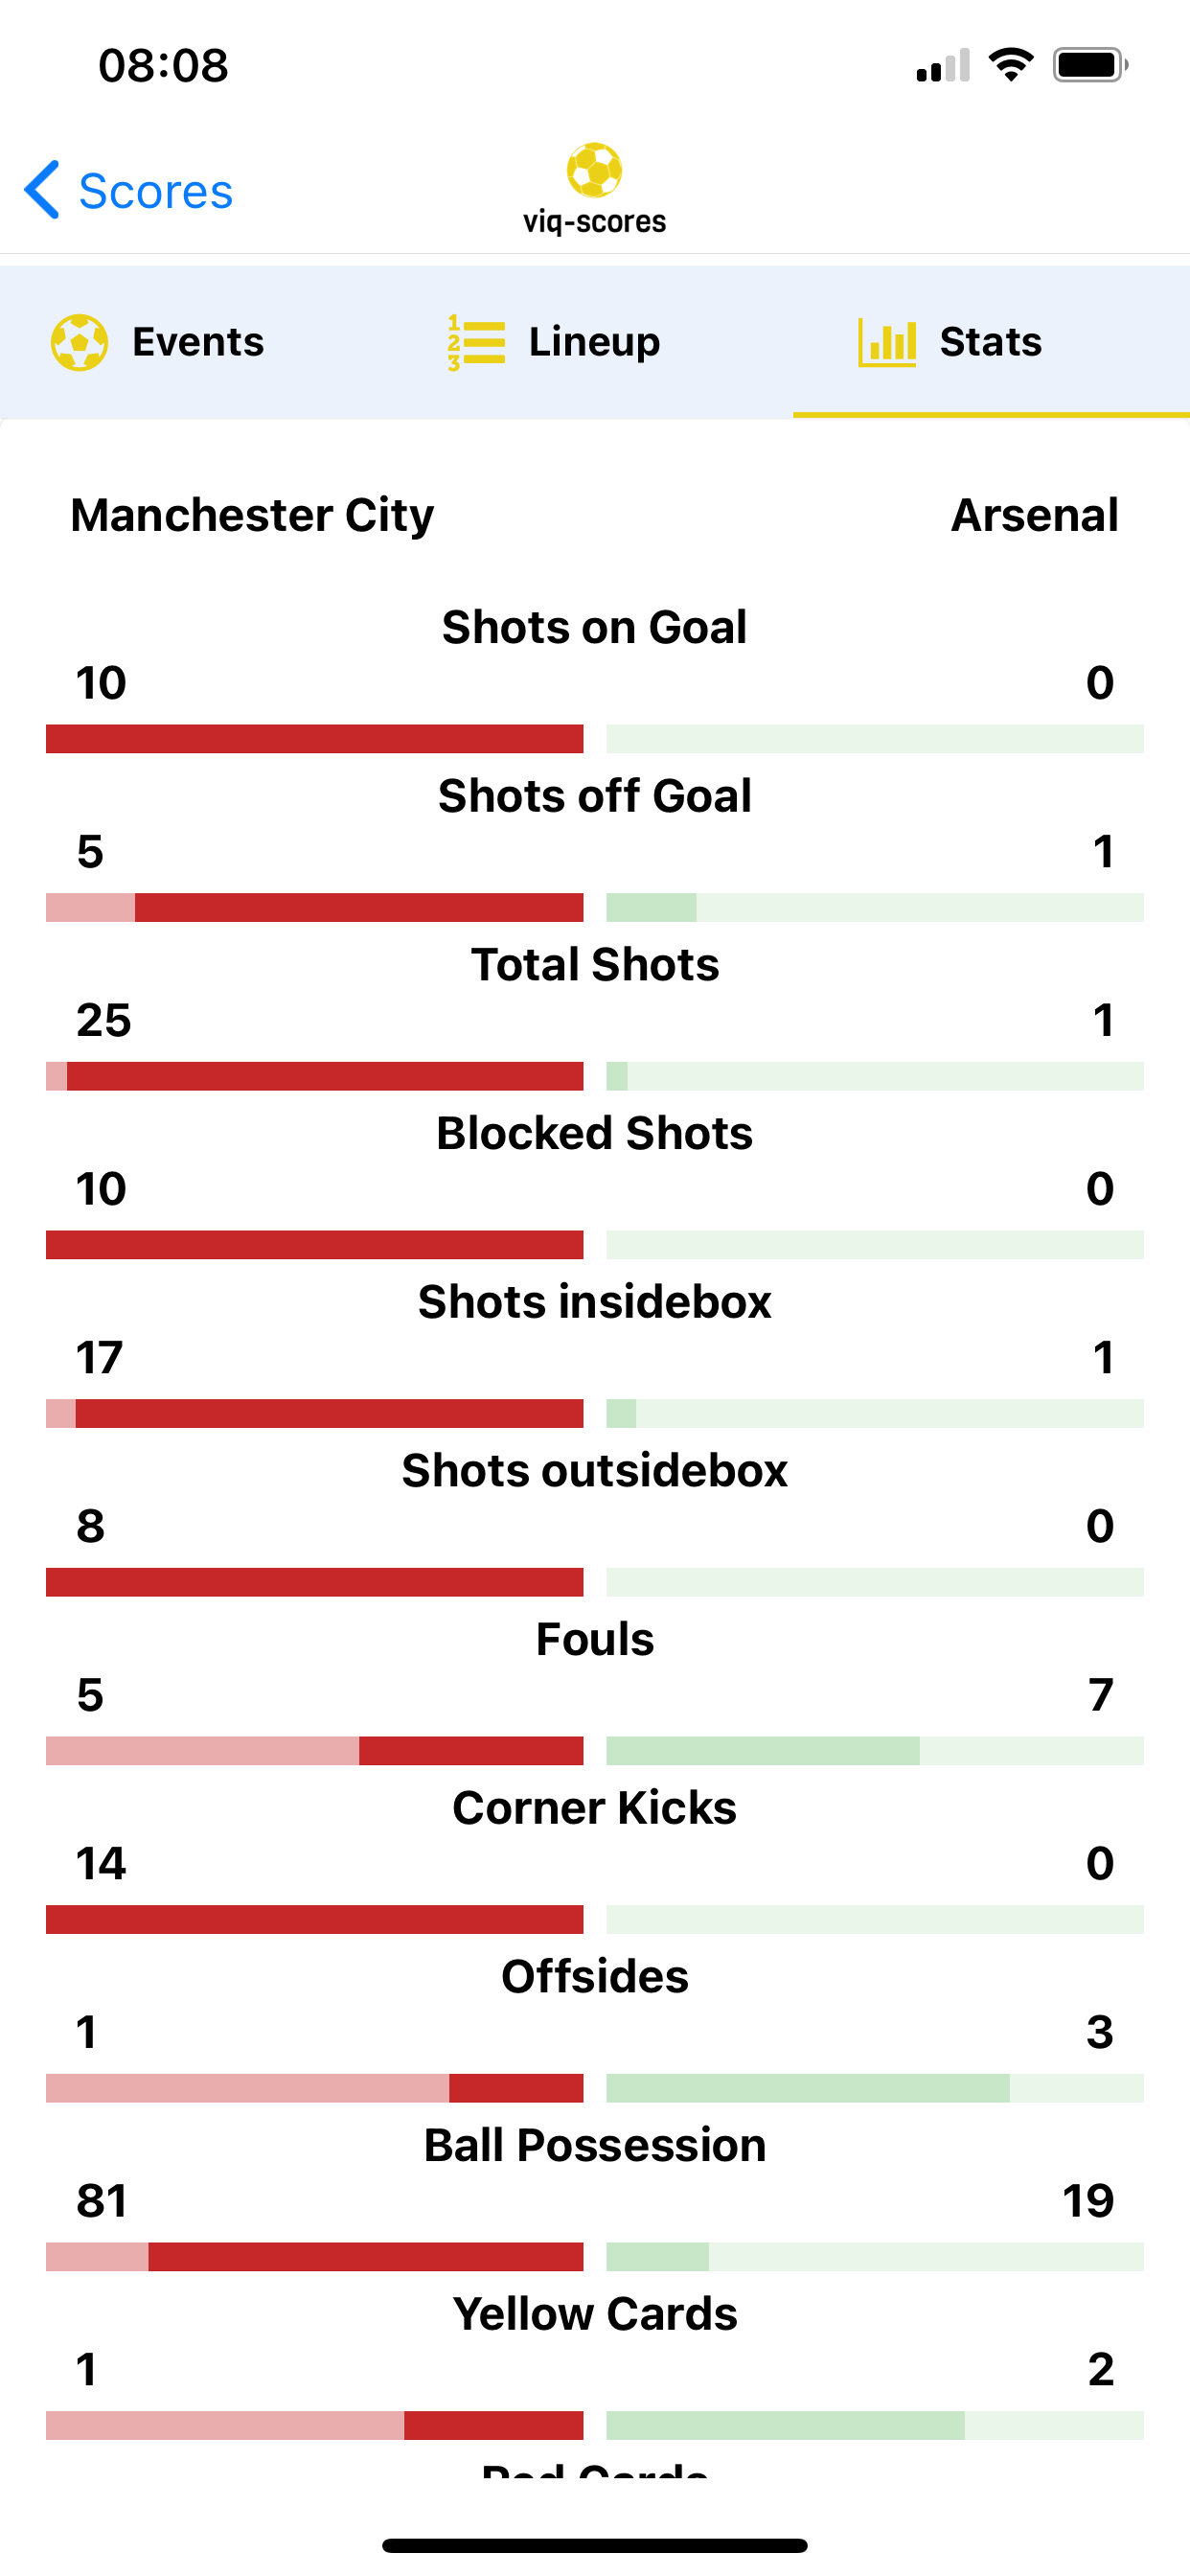 08:08
Scores
viq-scores
Events
Lineup
Stats
Manchester City Arsenal
Shots on Goal
10 0
Shots off Goal
5 1
Total Shots
25 1
Blocked Shots
10 0
Shots insidebox
17 1
Shots outsidebox
8 0
Fouls
5 7
Corner Kicks
14 0
Offsides
1 3
Ball Possession
81 19
Yellow Cards
1 2
Red Cards